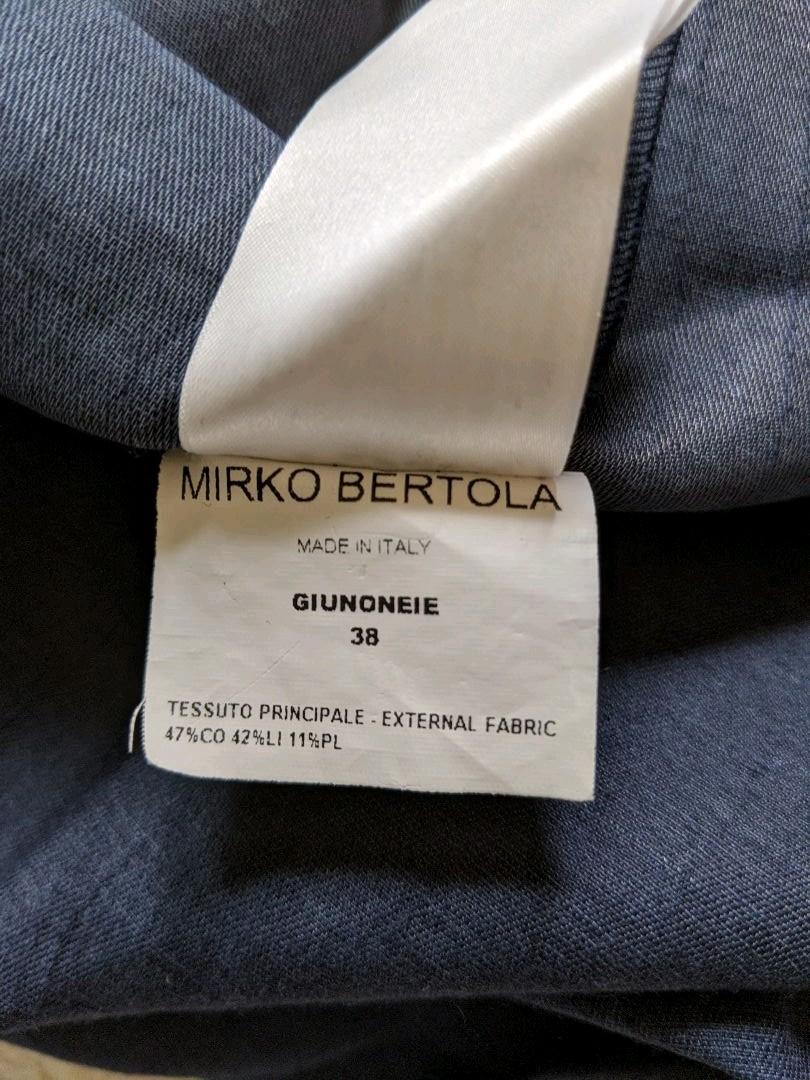 MIRKO BERTOLA
MADE IN ITALY
GIUNONEIE
38
TESSUTO PRINCIPALE - EXTERNAL FABRIC
47%CO 42%LI 11%PL